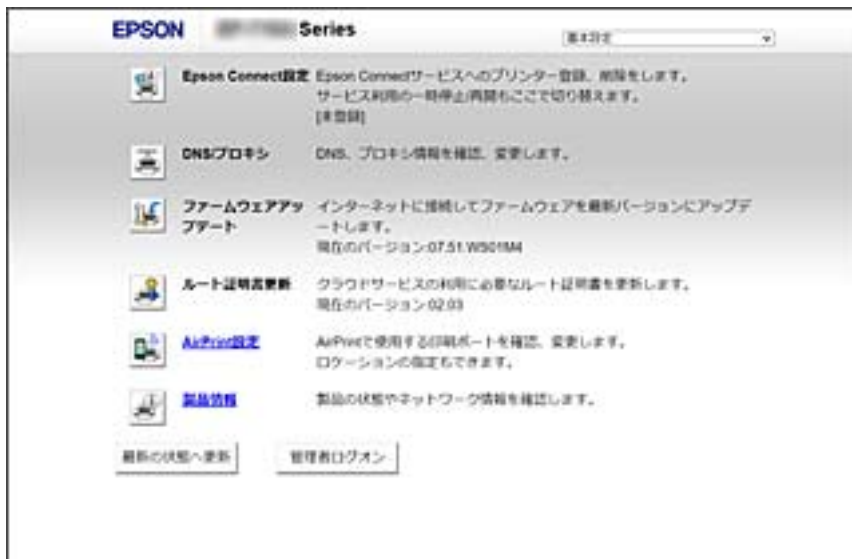 EPSON Series
基本設定
Epson Connect設定
Epson Connectサービスへのプリンター登録、削除をします。
サービス利用の一時停止/再開もここで切り替えます。
[未登録]
DNS/プロキシ
DNS、プロキシ情報を確認、変更します。
ファームウェアアッ
プデート
インターネットに接続してファームウェアを最新バージョンにアップデ
ートします。
現在のバージョン:07.51.WS01M4
ルート証明書更新
クラウドサービスの利用に必要なルート証明書を更新します。
現在のバージョン:02.03
AirPrint設定
AirPrintで使用する印刷ポートを確認、変更します。
ロケーションの指定もできます。
製品情報
製品の状態やネットワーク情報を確認します。
最新の状態へ更新
管理者ログオン